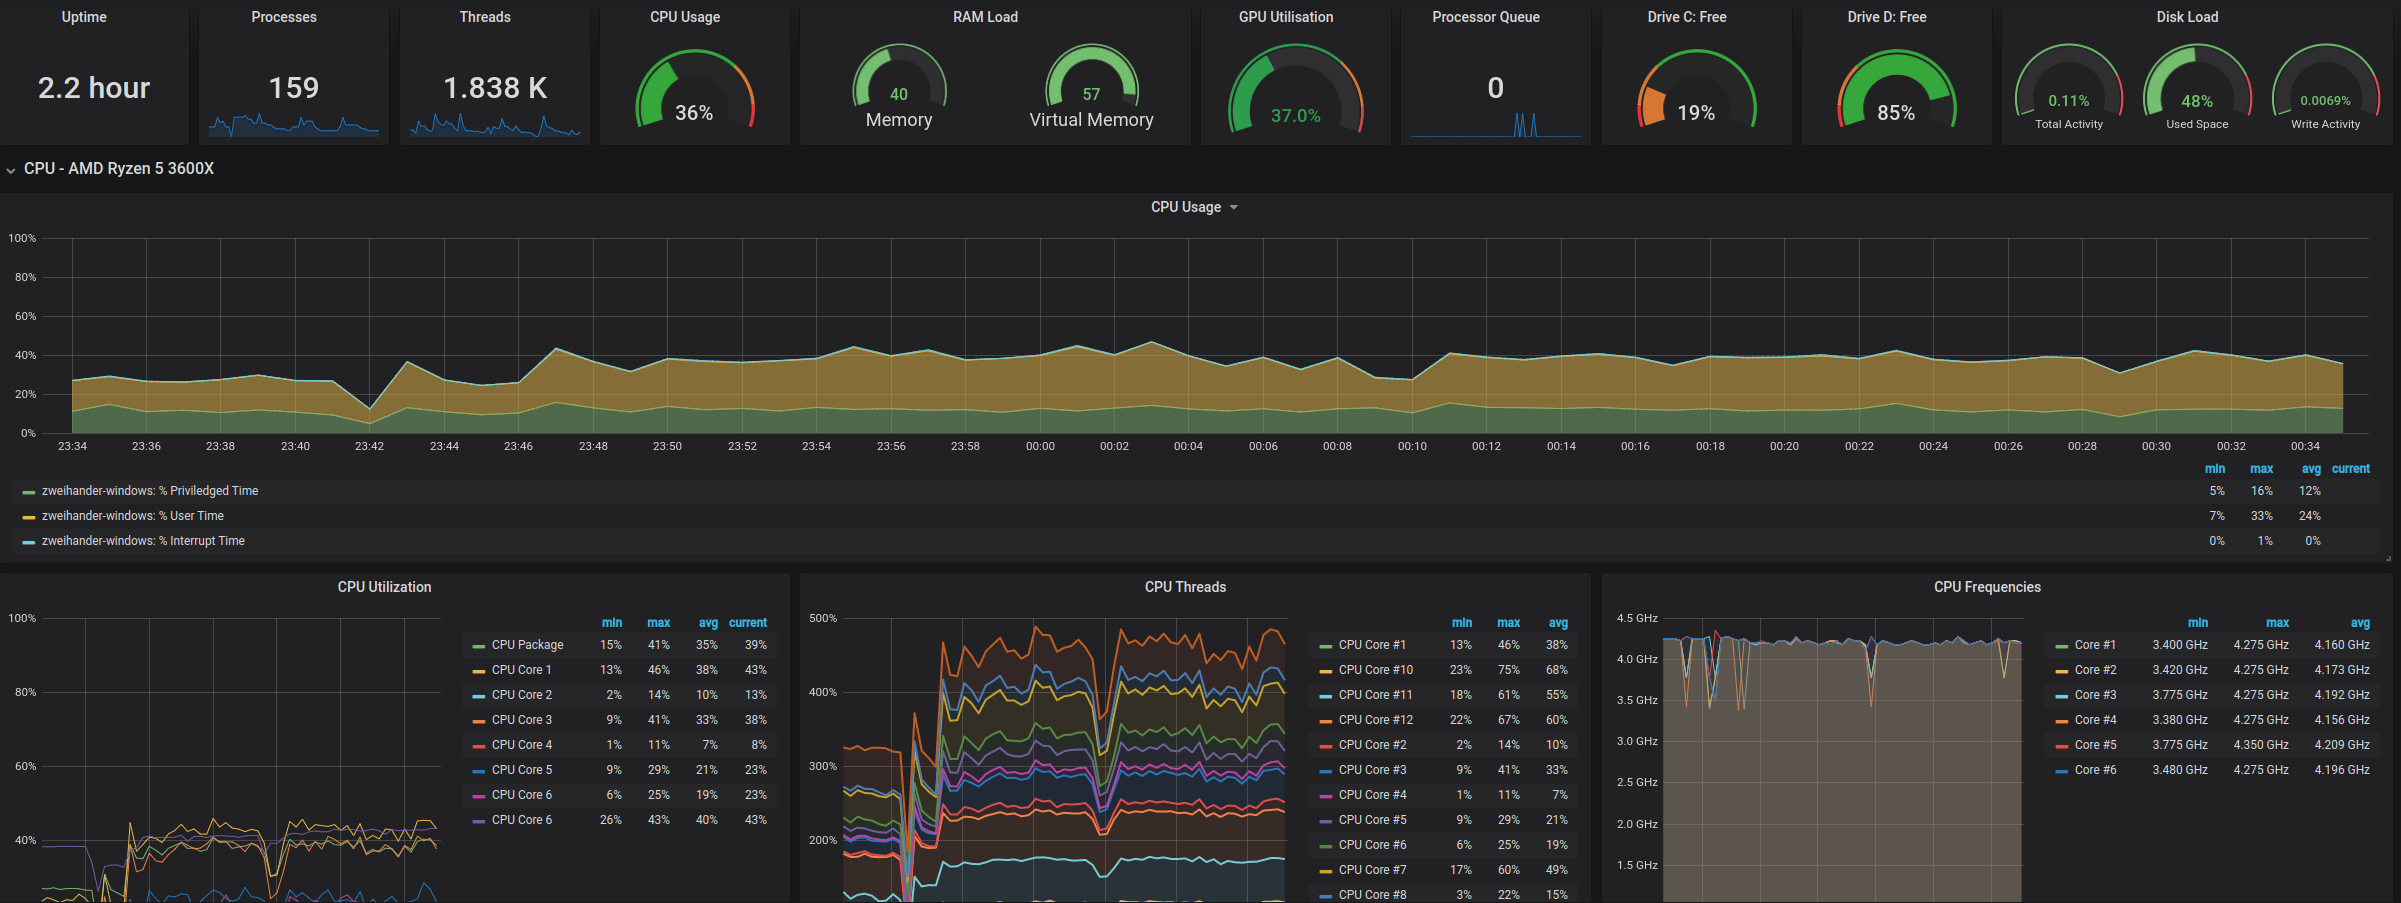 Uptime Processes Threads CPU Usage RAM Load GPU Utilisation Processor Queue Drive C: Free Drive D: Free Disk Load
2.2 hour 159 1.838 K 36% 40 57 37.0% 0 19% 85% 0.11% 48% 0.0069%
Memory Virtual Memory Total Activity Used Space Write Activity
CPU - AMD Ryzen 5 3600X
CPU Usage
100%
80%
60%
40%
20%
0%
23:34 23:36 23:38 23:40 23:42 23:44 23:46 23:48 23:50 23:52 23:54 23:56 23:58 00:00 00:02 00:04 00:06 00:08 00:10 00:12 00:14 00:16 00:18 00:20 00:22 00:24 00:26 00:28 00:30 00:32 00:34
min max avg current
zweihander-windows: % Priviledged Time 5% 16% 12%
zweihander-windows: % User Time 7% 33% 24%
zweihander-windows: % Interrupt Time 0% 1% 0%
CPU Utilization
100%
80%
60%
40%
min max avg current
CPU Package 15% 41% 35% 39%
CPU Core 1 13% 46% 38% 43%
CPU Core 2 2% 14% 10% 13%
CPU Core 3 9% 41% 33% 38%
CPU Core 4 1% 11% 7% 8%
CPU Core 5 9% 29% 21% 23%
CPU Core 6 6% 25% 19% 23%
CPU Core 6 26% 43% 40% 43%
CPU Threads
500%
400%
300%
200%
min max avg
CPU Core #1 13% 46% 38%
CPU Core #10 23% 75% 68%
CPU Core #11 18% 61% 55%
CPU Core #12 22% 67% 60%
CPU Core #2 2% 14% 10%
CPU Core #3 9% 41% 33%
CPU Core #4 1% 11% 7%
CPU Core #5 9% 29% 21%
CPU Core #6 6% 25% 19%
CPU Core #7 17% 60% 49%
CPU Core #8 3% 22% 15%
CPU Frequencies
4.5 GHz
4.0 GHz
3.5 GHz
3.0 GHz
2.5 GHz
2.0 GHz
1.5 GHz
min max avg
Core #1 3.400 GHz 4.275 GHz 4.160 GHz
Core #2 3.420 GHz 4.275 GHz 4.173 GHz
Core #3 3.775 GHz 4.275 GHz 4.192 GHz
Core #4 3.380 GHz 4.275 GHz 4.156 GHz
Core #5 3.775 GHz 4.350 GHz 4.209 GHz
Core #6 3.480 GHz 4.275 GHz 4.196 GHz